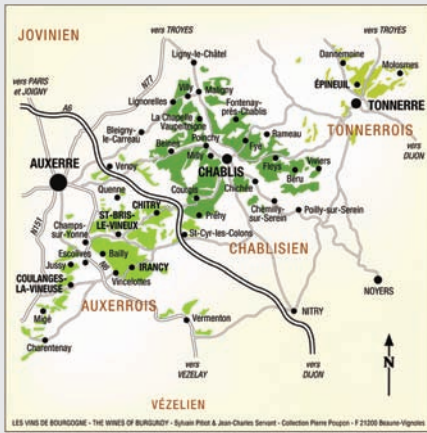 JOVINIEN
vers TROYES
vers TROYES
Ligny-le-Châtel
Dannemoine
Molosmes
vers PARIS
et JOIGNY
N77
Villy
Maligny
ÉPINEUIL
A6
Lignorelles
Fontenay-
près-Chablis
TONNERRE
La Chapelle
Vaupelteigne
TONNERROIS
Bleigny-
le-Carreau
Rameau
Poinchy
vers
DIJON
AUXERRE
Beines
Milly
Fyé
CHABLIS
Fleys
Viviers
Venoy
Béru
Chichée
Quenne
Courgis
CHITRY
Chemilly-
sur-Serein
Poilly-sur-Serein
ST-BRIS-
LE-VINEUX
Préhy
N151
Champs-
sur-Yonne
St-Cyr-les-Colons
CHABLISIEN
Escolives
Bailly
Jussy
N6
IRANCY
NOYERS
COULANGES-
LA-VINEUSE
Vincelottes
AUXERROIS
Migé
NITRY
Vermenton
Charentenay
vers
VEZELAY
vers
DIJON
N
VÉZELIEN
LES VINS DE BOURGOGNE - THE WINES OF BURGUNDY - Sylvain Pitiot & Jean-Charles Servant - Collection Pierre Poupon - F 21200 Beaune-Vignoles